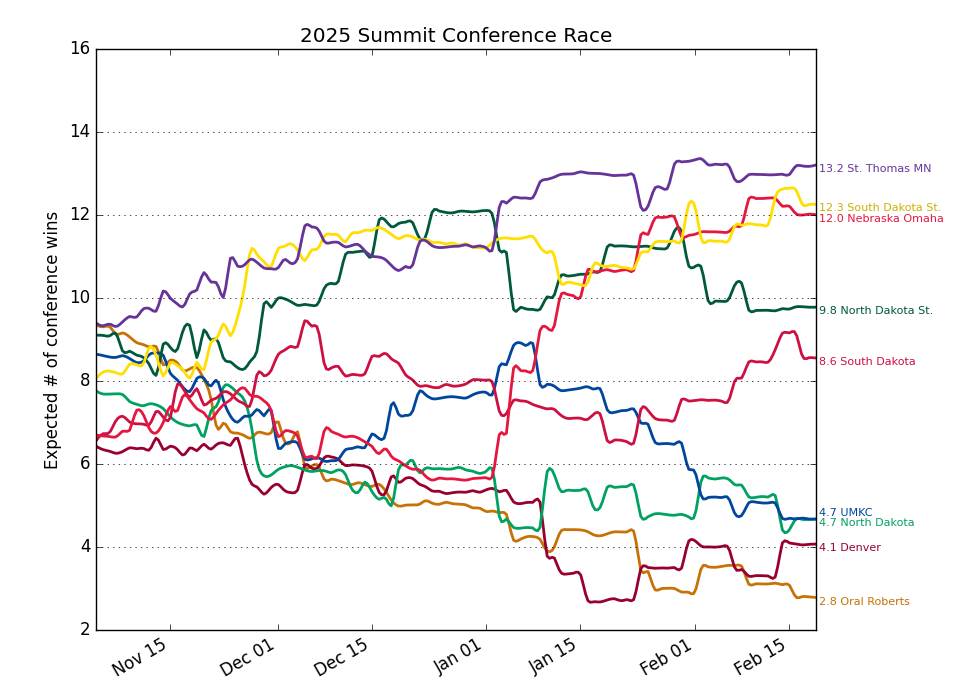 2025 Summit Conference Race
Expected # of conference wins
16
14
12
10
8
6
4
2
Nov 15
Dec 01
Dec 15
Jan 01
Jan 15
Feb 01
Feb 15
13.2 St. Thomas MN
12.3 South Dakota St.
12.0 Nebraska Omaha
9.8 North Dakota St.
8.6 South Dakota
4.7 UMKC
4.7 North Dakota
4.1 Denver
2.8 Oral Roberts